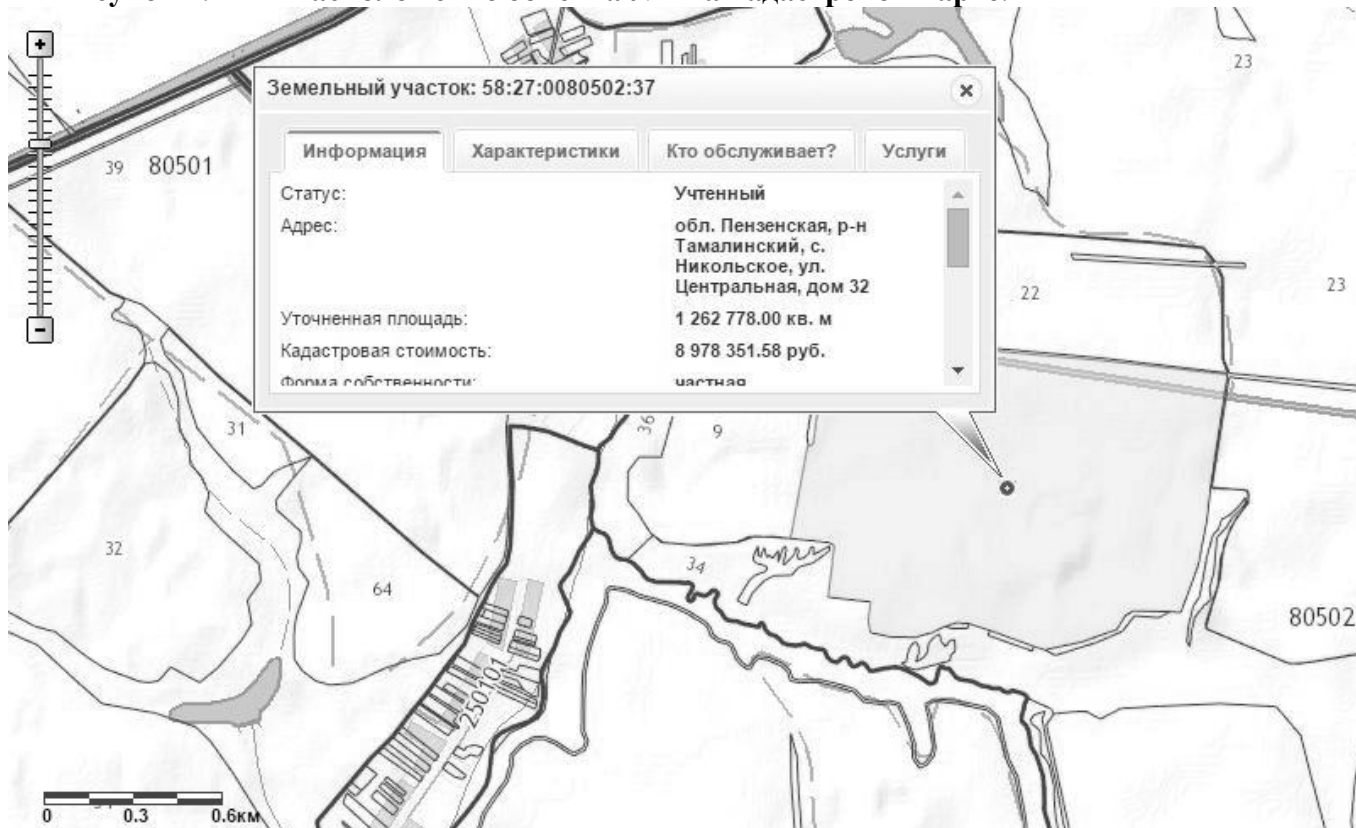 Земельный участок: 58:27:0080502:37
Информация Характеристики Кто обслуживает? Услуги
Статус: Учтенный
Адрес: обл. Пензенская, р-н
Тамалинский, с.
Никольское, ул.
Центральная, дом 32
Уточненная площадь: 1 262 778.00 кв. м
Кадастровая стоимость: 8 978 351.58 руб.
Форма собственности: частная
23
39 80501
22
23
31
36
9
32
34
64
80502
250101
0 0.3 0.6км